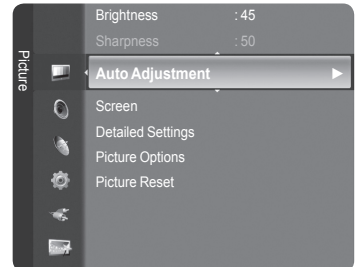 Picture
Brightness : 45
Sharpness : 50
Auto Adjustment
Screen
Detailed Settings
Picture Options
Picture Reset